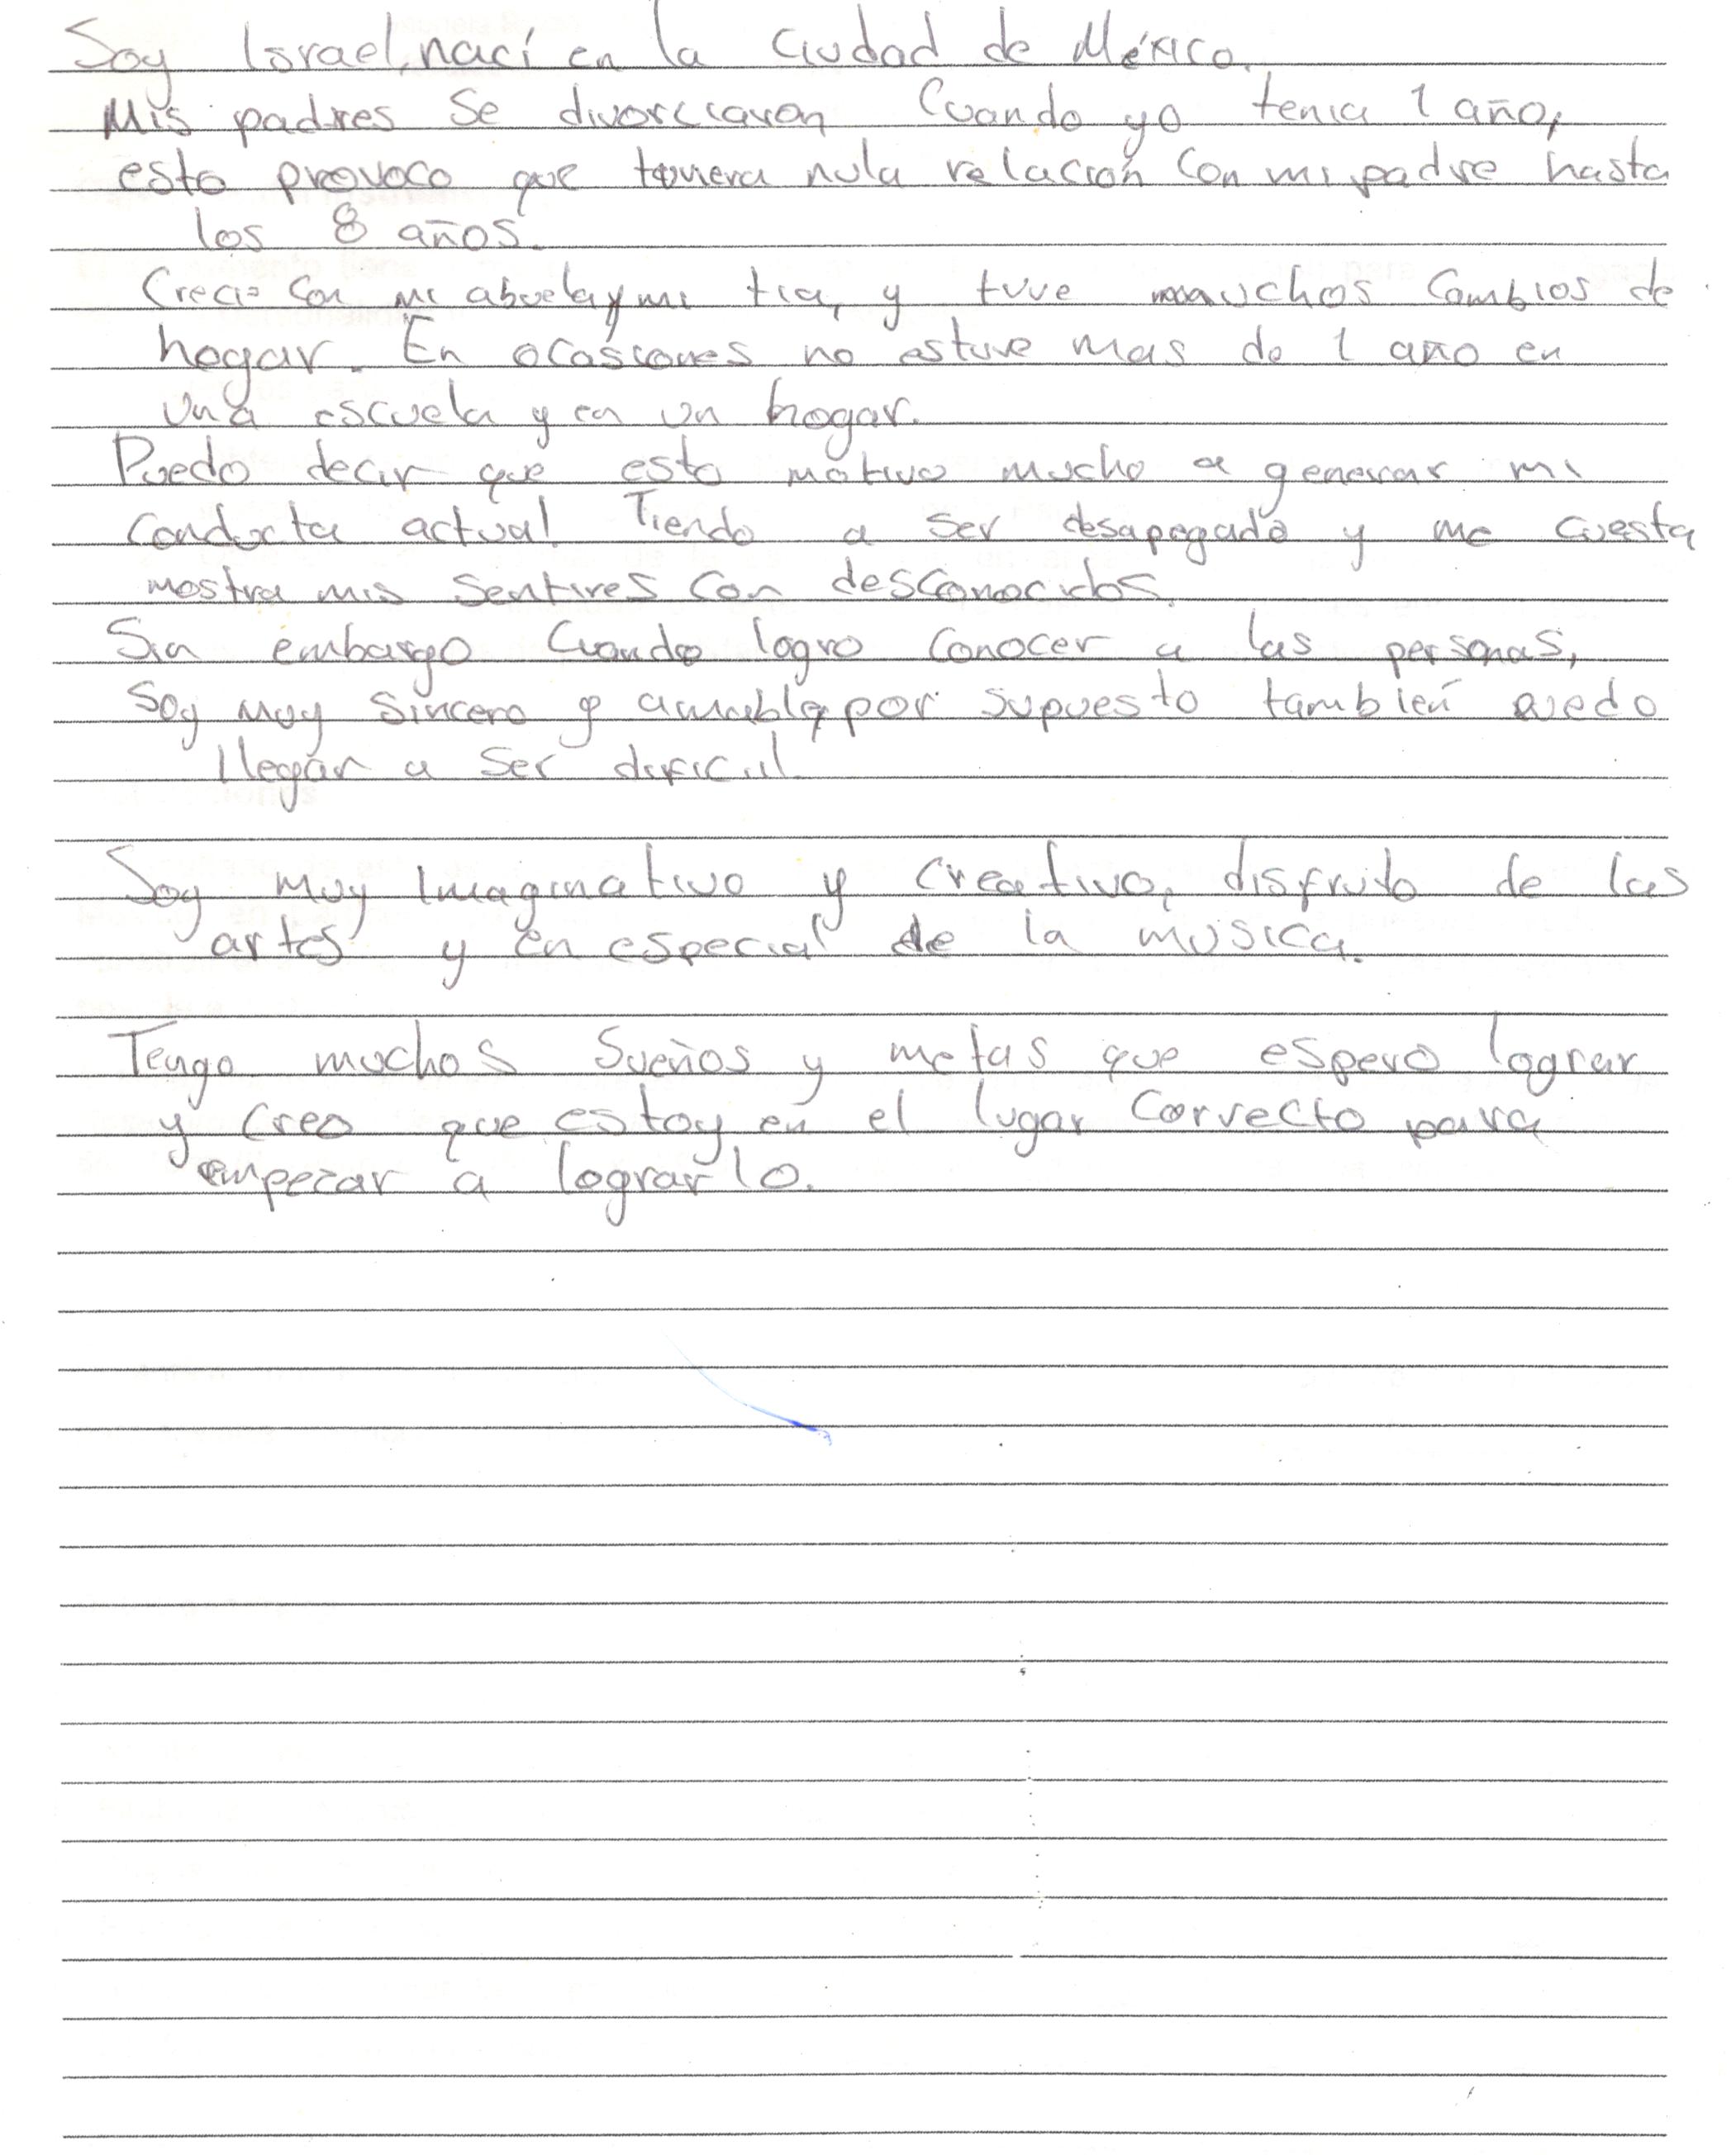 Soy Israel, nací en la Ciudad de México.
Mis padres se divorciaron cuando yo tenia 1 año,
esto provoco que tuviera nula relación con mi padre hasta
los 8 años.
Creci con mi abuela y mi tia, y tuve muchos cambios de
hogar. En ocasiones no estuve mas de 1 año en
una escuela y en un hogar.
Puedo decir que esto motivo mucho a generar mi
conducta actual. Tiendo a ser desapegado y me cuesta
mostra mis sentires con desconocidos.
Sin embargo cuando logro conocer a las personas,
soy muy sincero y amable, por supuesto también puedo
llegar a ser dificil.
Soy muy imaginativo y creativo, disfruto de las
artes y en especial de la musica.
Tengo muchos sueños y metas que espero lograr
y creo que estoy en el lugar correcto para
empezar a lograrlo.